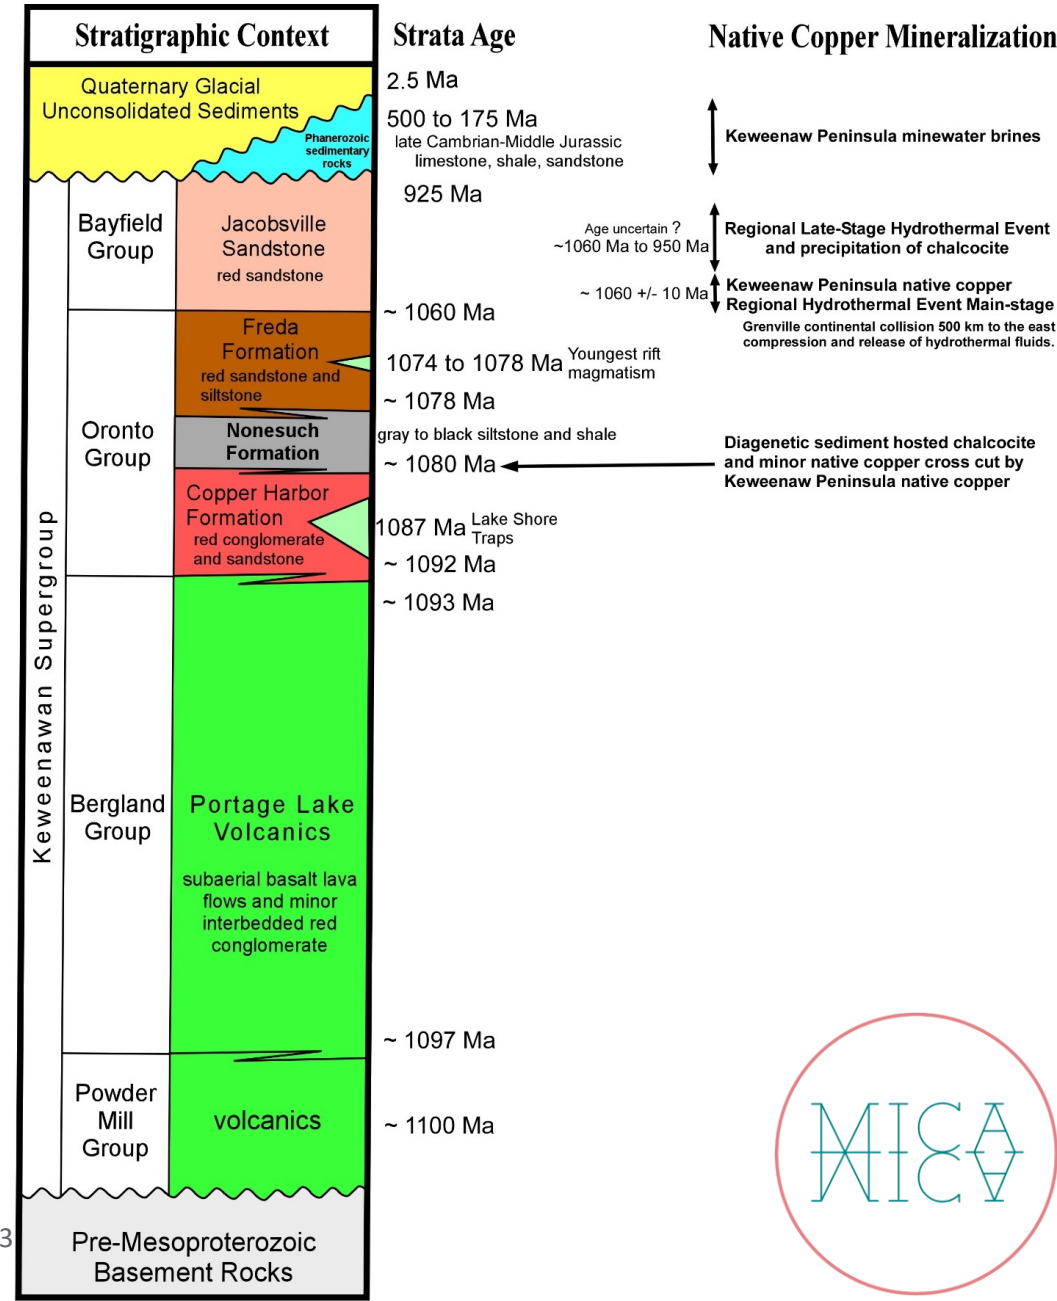 Stratigraphic Context
Strata Age
Native Copper Mineralization
Quaternary Glacial
Unconsolidated Sediments
Phanerozoic
sedimentary
rocks
2.5 Ma
500 to 175 Ma
late Cambrian-Middle Jurassic
limestone, shale, sandstone
925 Ma
Keweenaw Peninsula minewater brines
Keweenawan Supergroup
Bayfield
Group
Jacobsville
Sandstone
red sandstone
Age uncertain ?
~1060 Ma to 950 Ma
Regional Late-Stage Hydrothermal Event
and precipitation of chalcocite
~ 1060 +/- 10 Ma
Keweenaw Peninsula native copper
Regional Hydrothermal Event Main-stage
Grenville continental collision 500 km to the east
compression and release of hydrothermal fluids.
~ 1060 Ma
Oronto
Group
Freda
Formation
red sandstone and
siltstone
1074 to 1078 Ma
Youngest rift
magmatism
~ 1078 Ma
Nonesuch
Formation
gray to black siltstone and shale
~ 1080 Ma
Diagenetic sediment hosted chalcocite
and minor native copper cross cut by
Keweenaw Peninsula native copper
Copper Harbor
Formation
red conglomerate
and sandstone
1087 Ma
Lake Shore
Traps
~ 1092 Ma
~ 1093 Ma
Bergland
Group
Portage Lake
Volcanics
subaerial basalt lava
flows and minor
interbedded red
conglomerate
~ 1097 Ma
Powder
Mill
Group
volcanics
~ 1100 Ma
Pre-Mesoproterozoic
Basement Rocks
3
MICA